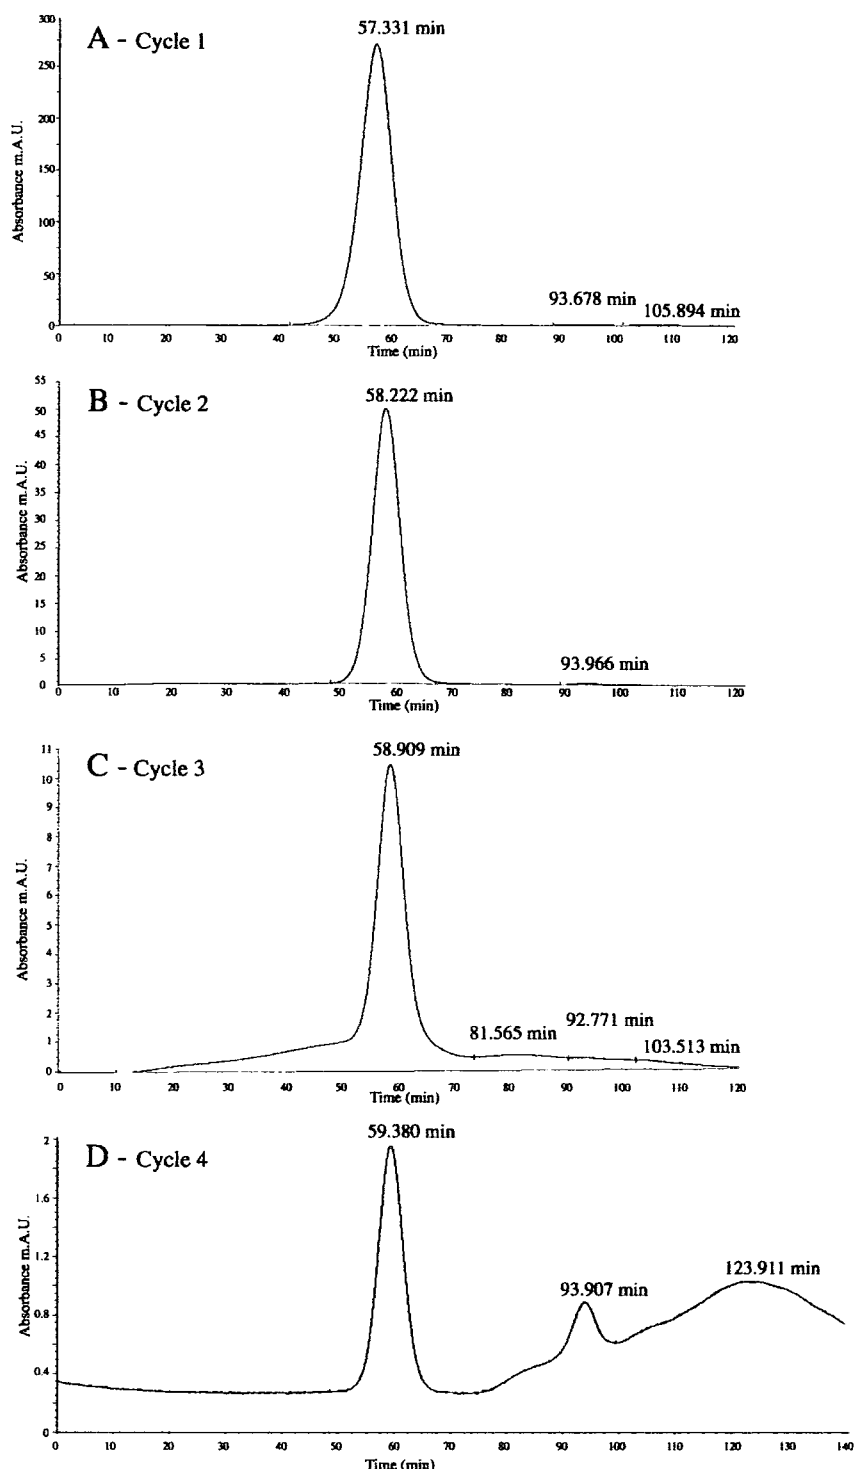 A - Cycle 1
57.331 min
93.678 min
105.894 min
Absorbance m.A.U.
300
250
200
150
100
50
0
0 10 20 30 40 50 60 70 80 90 100 110 120
Time (min)
B - Cycle 2
58.222 min
93.966 min
Absorbance m.A.U.
55
50
45
40
35
30
25
20
15
10
5
0
0 10 20 30 40 50 60 70 80 90 100 110 120
Time (min)
C - Cycle 3
58.909 min
81.565 min
92.771 min
103.513 min
Absorbance m.A.U.
11
10
9
8
7
6
5
4
3
2
1
0
0 10 20 30 40 50 60 70 80 90 100 110 120
Time (min)
D - Cycle 4
59.380 min
93.907 min
123.911 min
Absorbance m.A.U.
2
1.6
1.2
0.8
0.4
0
0 10 20 30 40 50 60 70 80 90 100 110 120 130 140
Time (min)